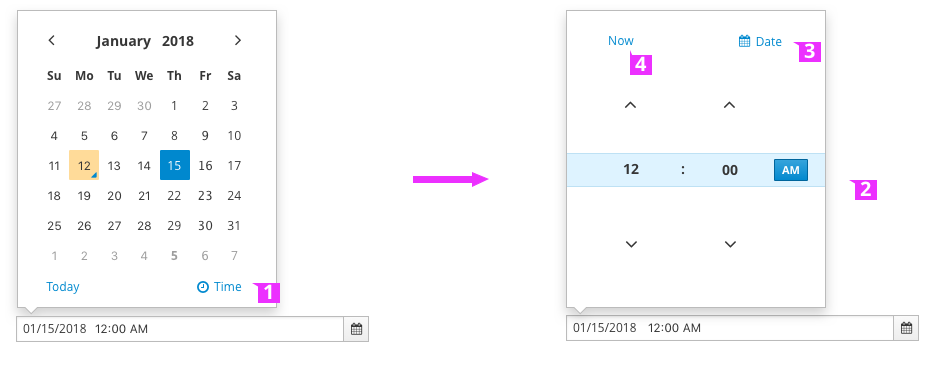 January 2018
Su Mo Tu We Th Fr Sa
27 28 29 30 1 2 3
4 5 6 7 8 9 10
11 12 13 14 15 16 17
18 19 20 21 22 23 24
25 26 27 28 29 30 31
1 2 3 4 5 6 7
Today Time
1
01/15/2018 12:00 AM
Now Date
4 3
12 : 00 AM
2
01/15/2018 12:00 AM